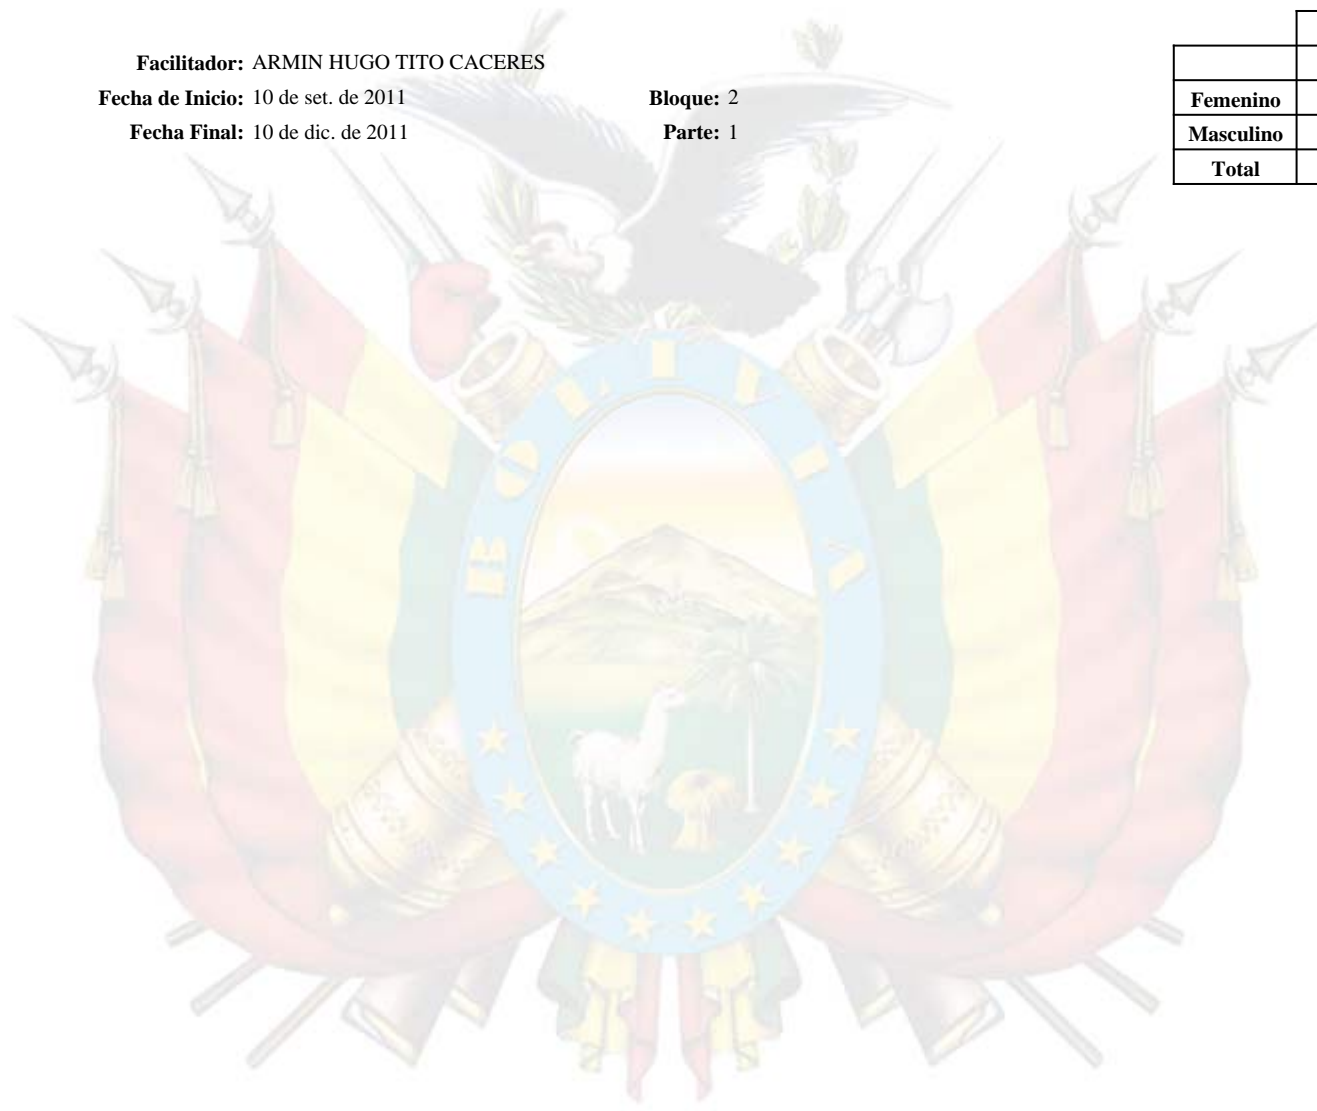 Facilitador: ARMIN HUGO TITO CACERES
Fecha de Inicio: 10 de set. de 2011 Bloque: 2
Fecha Final: 10 de dic. de 2011 Parte: 1
Femenino
Masculino
Total
BOLIVIA